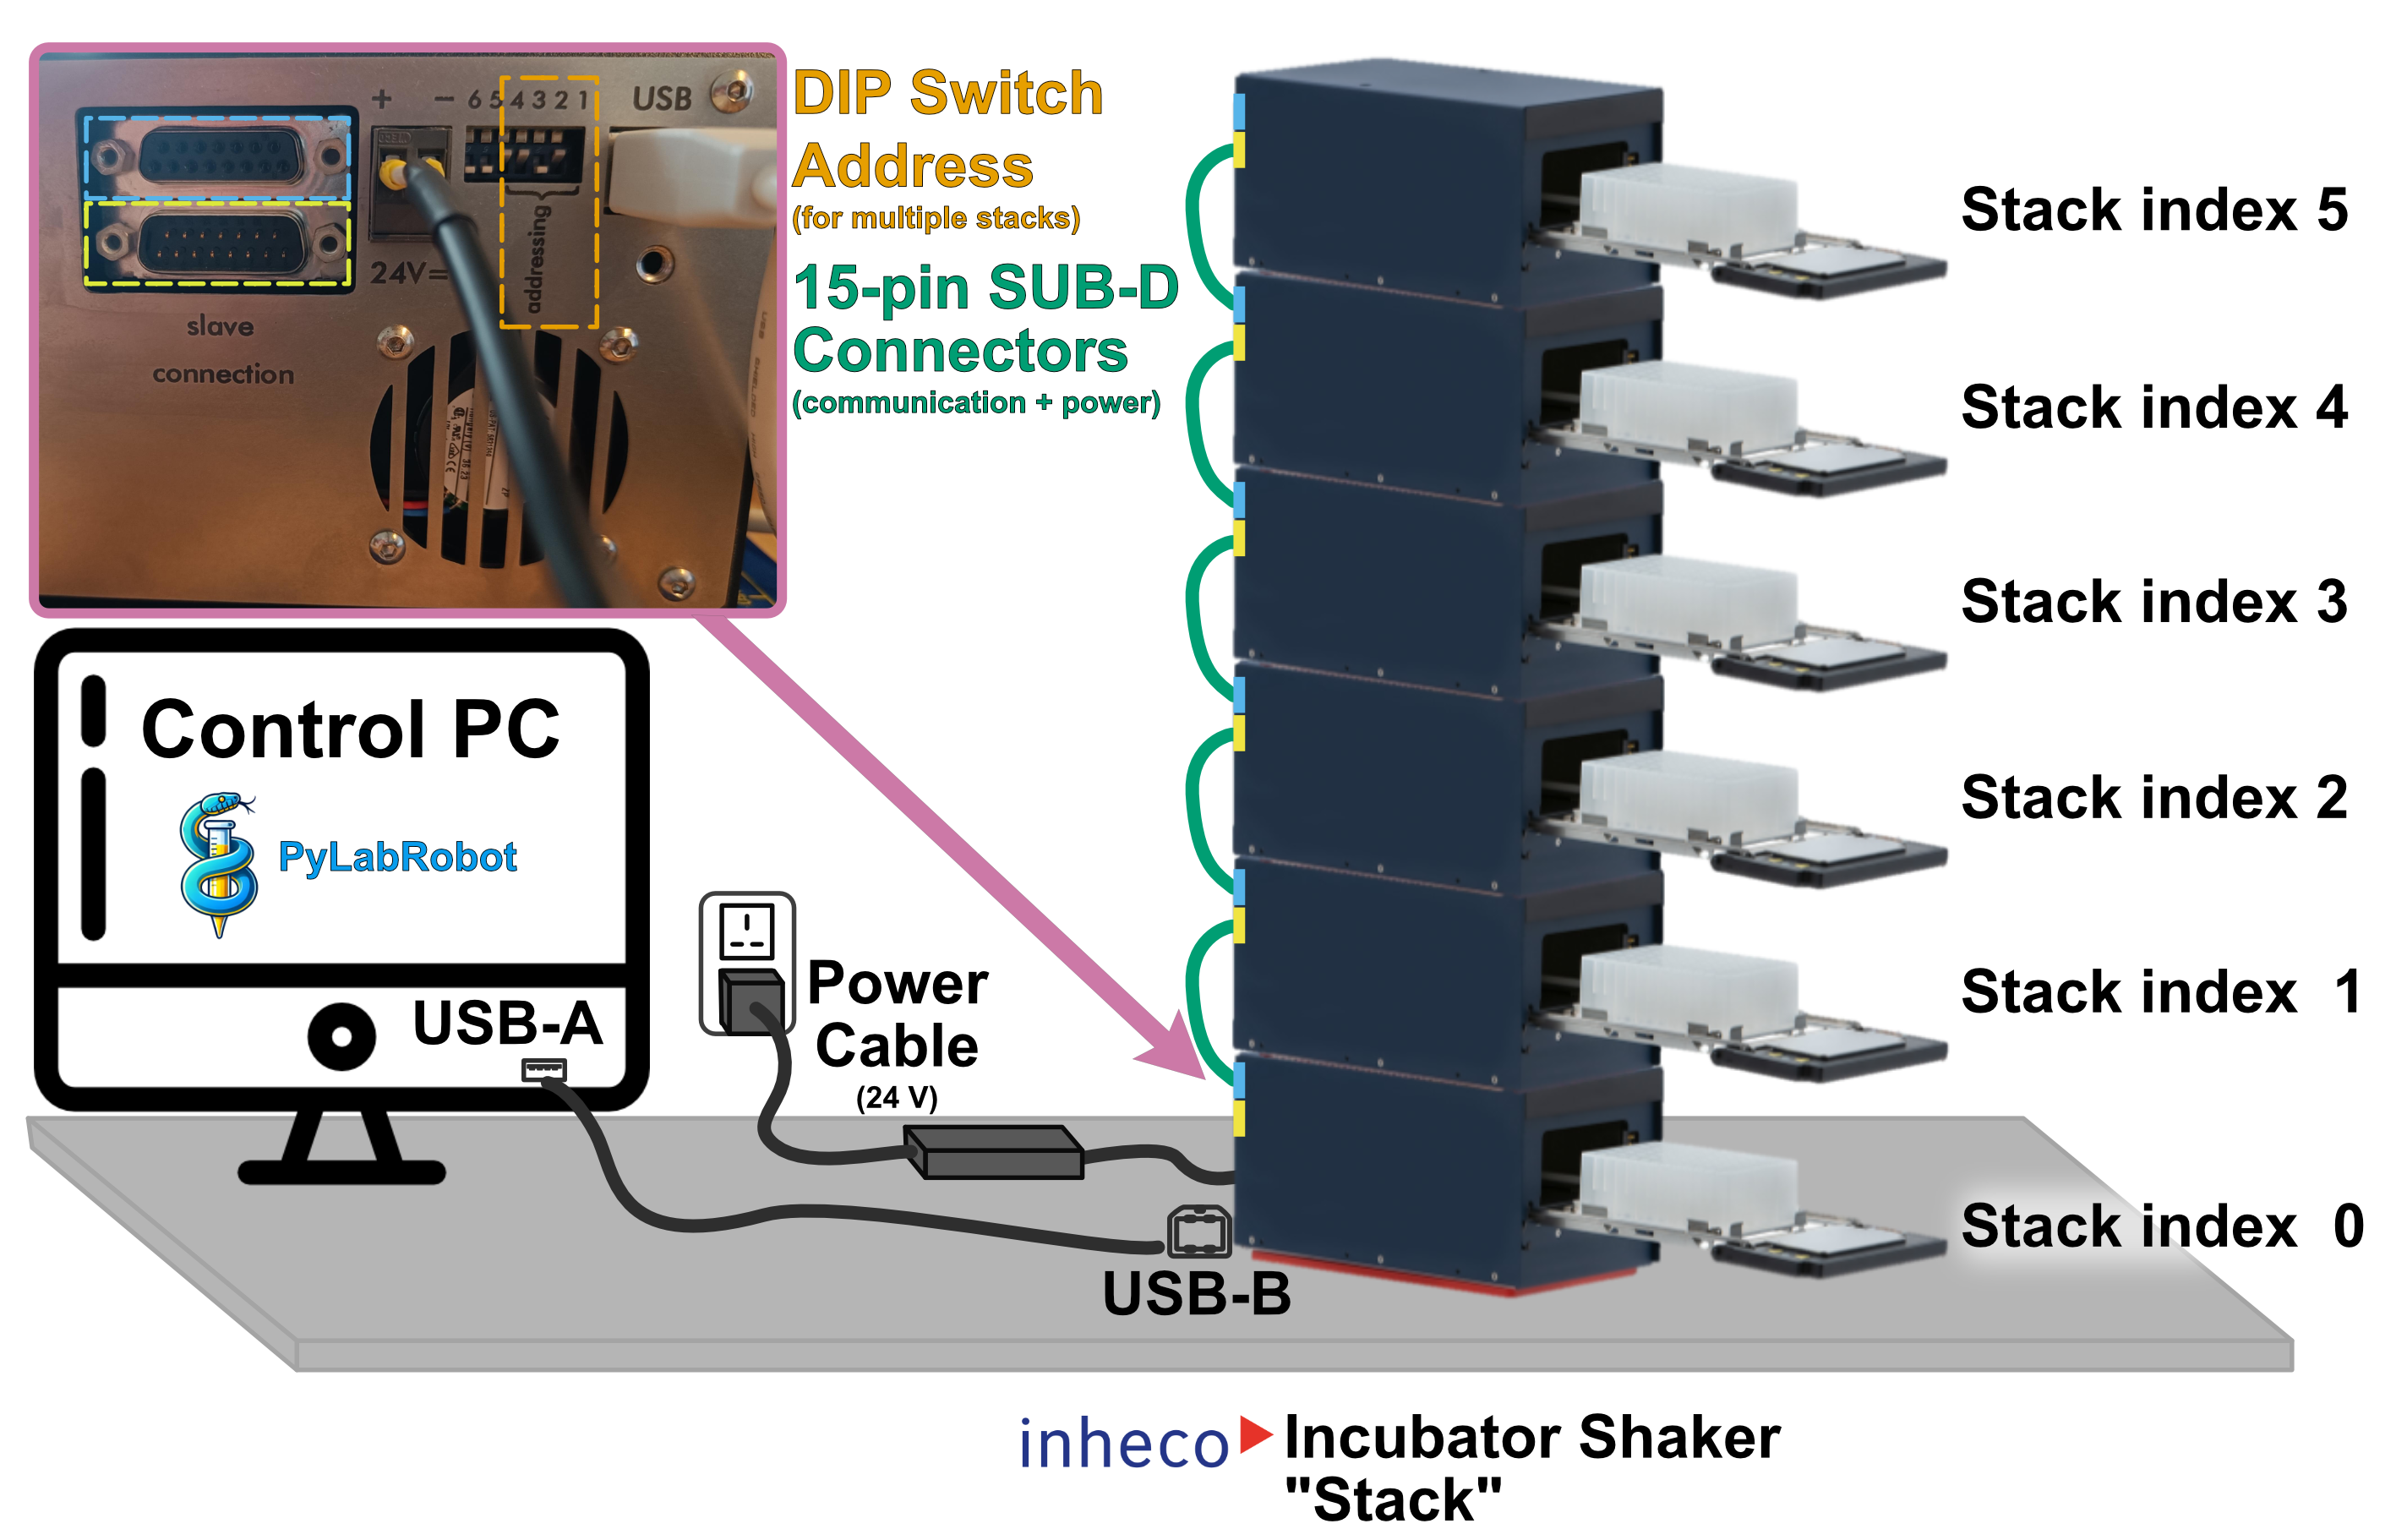 + − 6 5 4 3 2 1 USB
24V=
addressing
slave
connection
DIP Switch
Address
(for multiple stacks)
15-pin SUB-D
Connectors
(communication + power)
Stack index 5
Stack index 4
Stack index 3
Stack index 2
Stack index 1
Stack index 0
Control PC
PyLabRobot
USB-A
Power
Cable
(24 V)
USB-B
inheco
Incubator Shaker
"Stack"